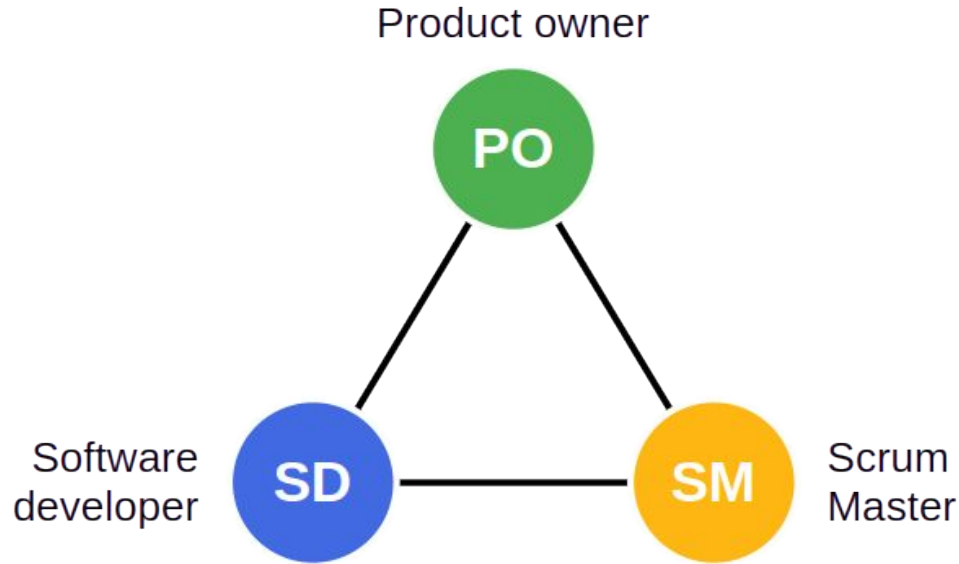 Product owner
PO
Software
developer
SD
SM
Scrum
Master